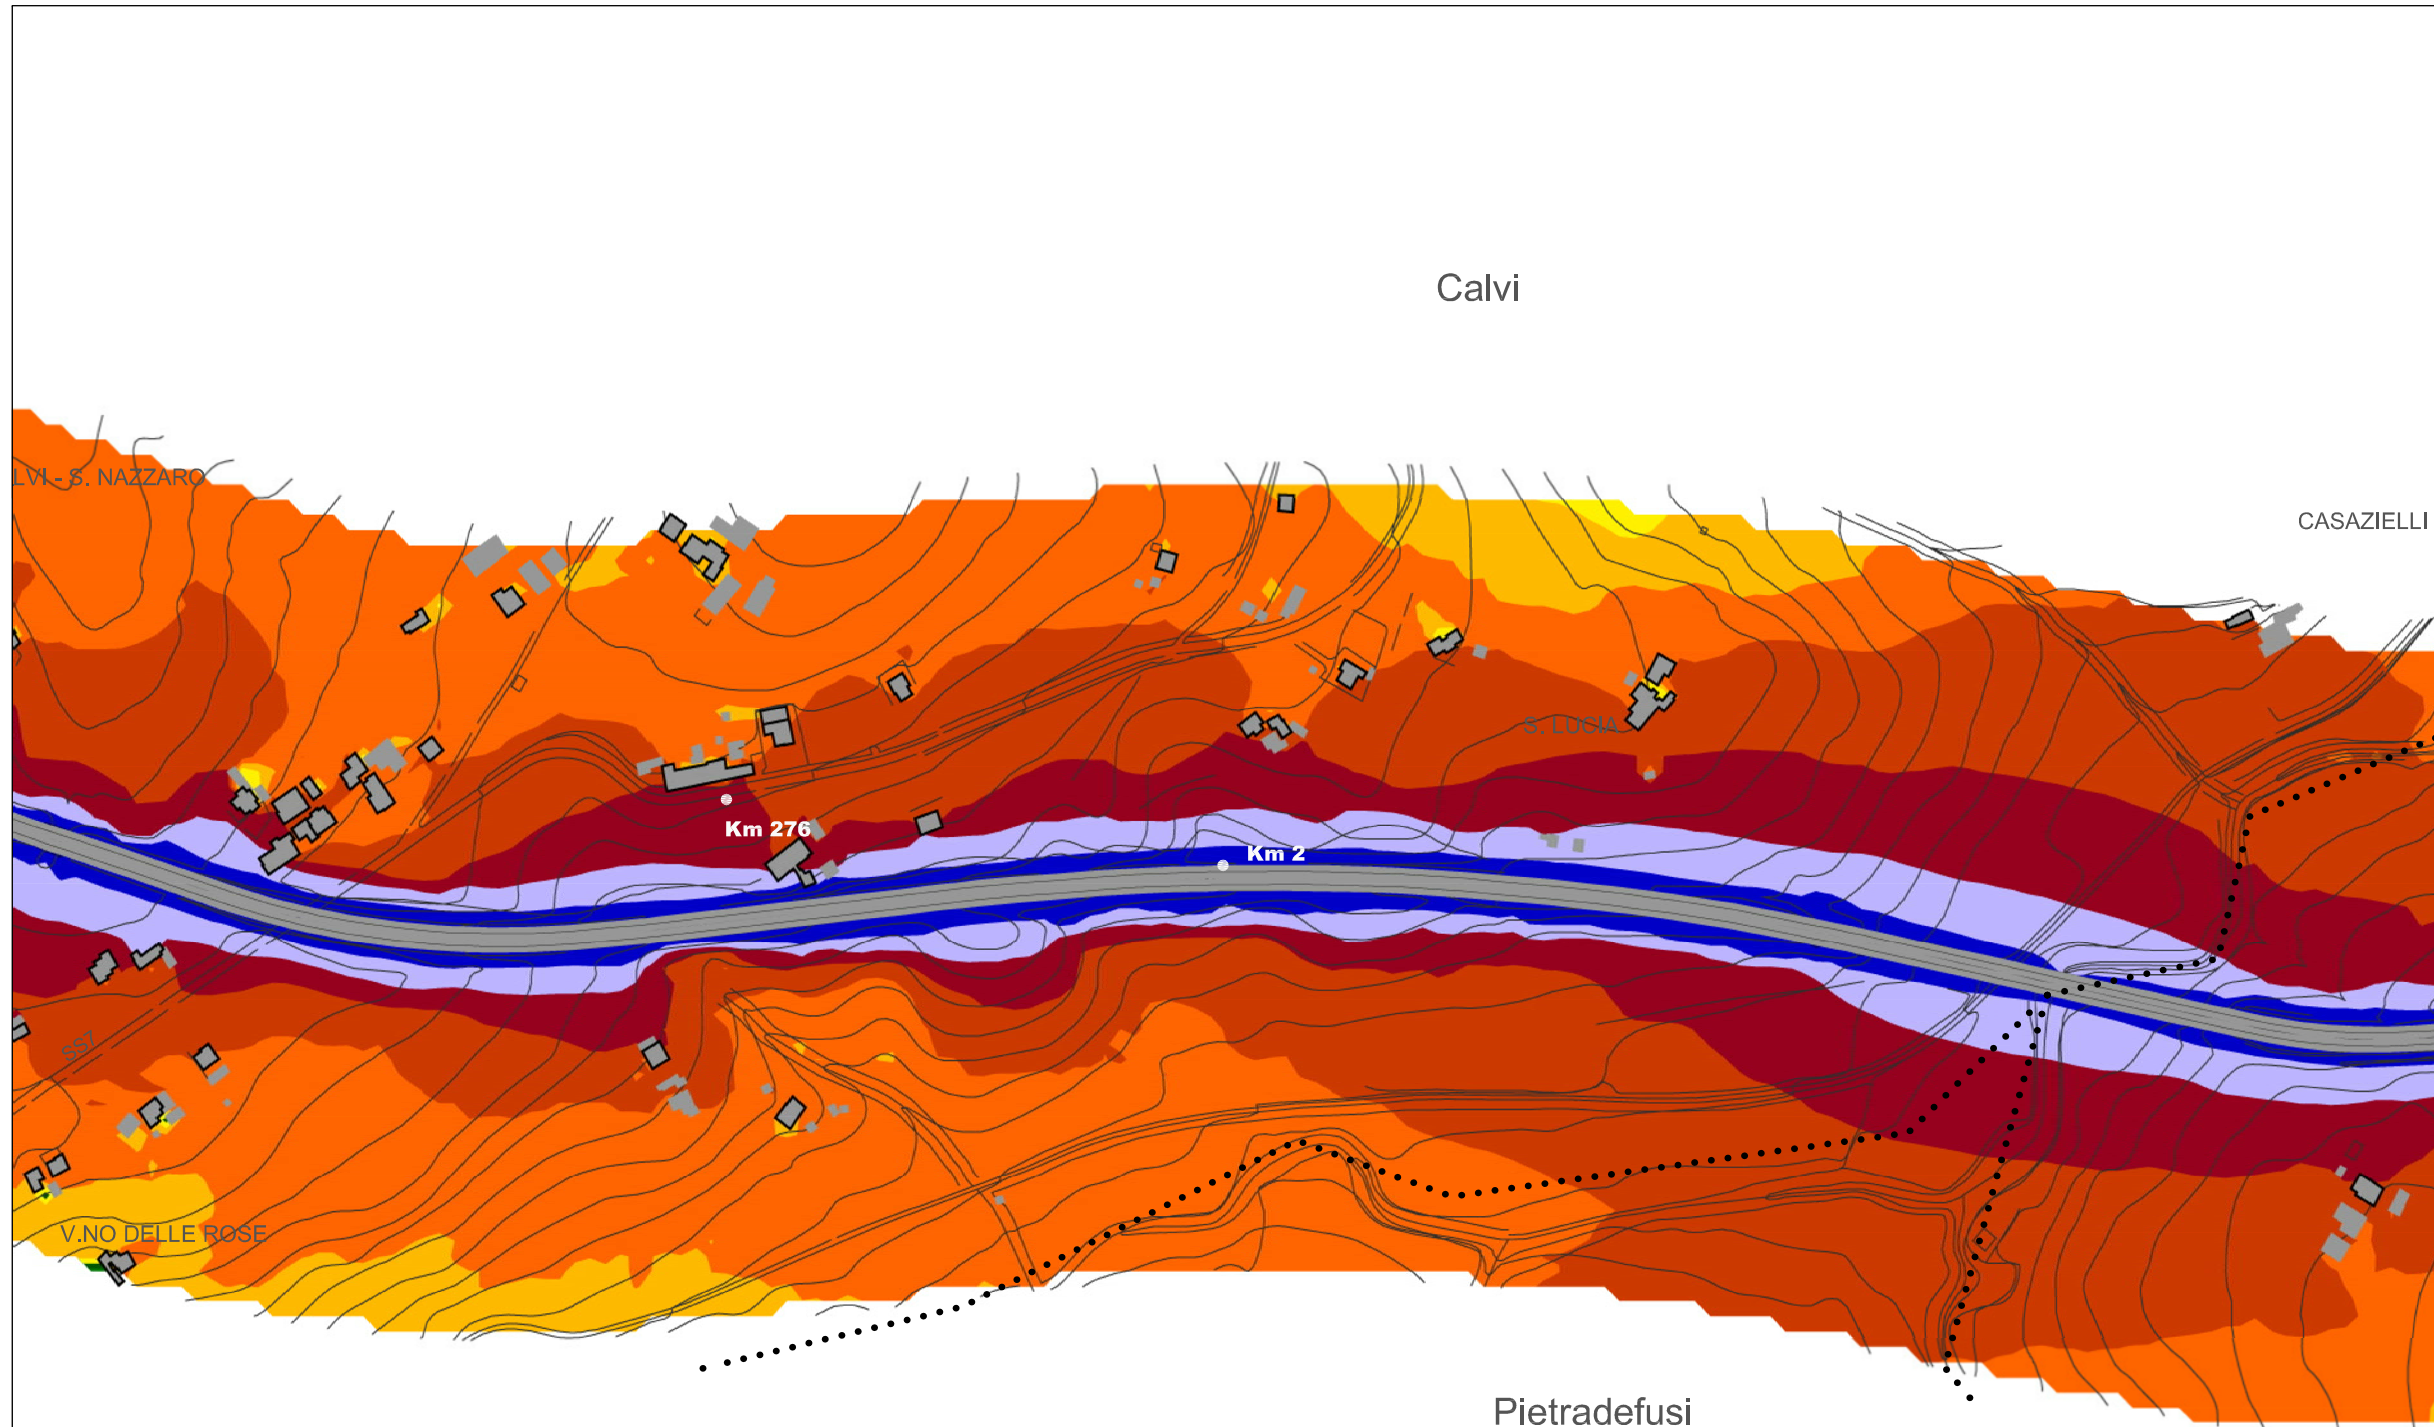 Calvi
LVI - S. NAZZARO
CASAZIELLI
S. LUCIA
Km 276
Km 2
SS7
V.NO DELLE ROSE
Pietradefusi